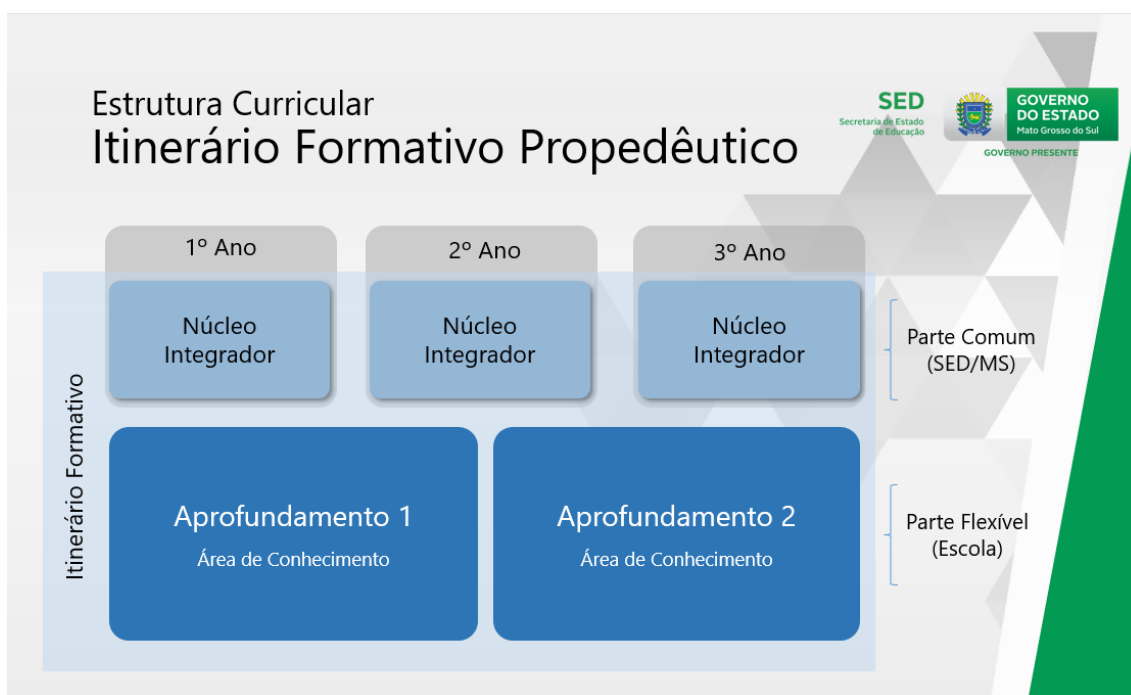 Estrutura Curricular
Itinerário Formativo Propedêutico
SED
Secretaria de Estado
de Educação
GOVERNO
DO ESTADO
Mato Grosso do Sul
GOVERNO PRESENTE
1º Ano
2º Ano
3º Ano
Núcleo
Integrador
Núcleo
Integrador
Núcleo
Integrador
Parte Comum
(SED/MS)
Itinerário Formativo
Aprofundamento 1
Área de Conhecimento
Aprofundamento 2
Área de Conhecimento
Parte Flexível
(Escola)